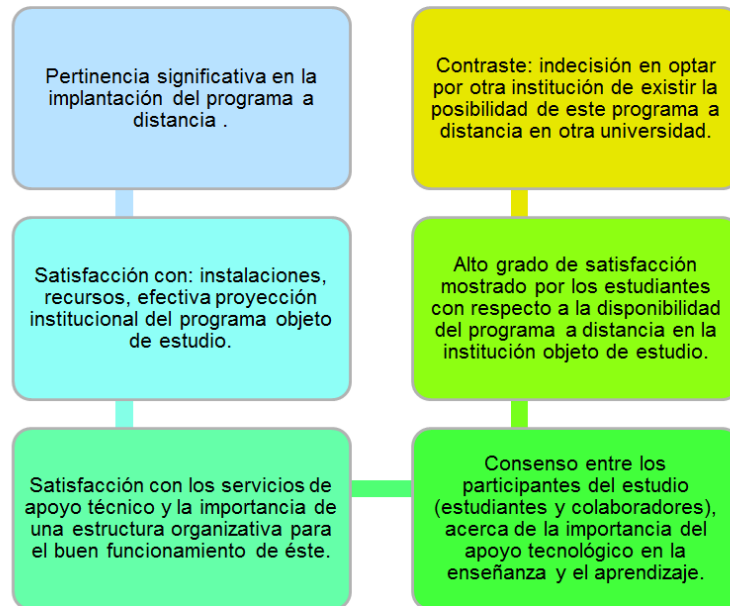 Pertinencia significativa en la
implantación del programa a
distancia .
Satisfacción con: instalaciones,
recursos, efectiva proyección
institucional del programa objeto
de estudio.
Satisfacción con los servicios de
apoyo técnico y la importancia de
una estructura organizativa para
el buen funcionamiento de éste.
Consenso entre los
participantes del estudio
(estudiantes y colaboradores),
acerca de la importancia del
apoyo tecnológico en la
enseñanza y el aprendizaje.
Alto grado de satisfacción
mostrado por los estudiantes
con respecto a la disponibilidad
del programa a distancia en la
institución objeto de estudio.
Contraste: indecisión en optar
por otra institución de existir la
posibilidad de este programa a
distancia en otra universidad.